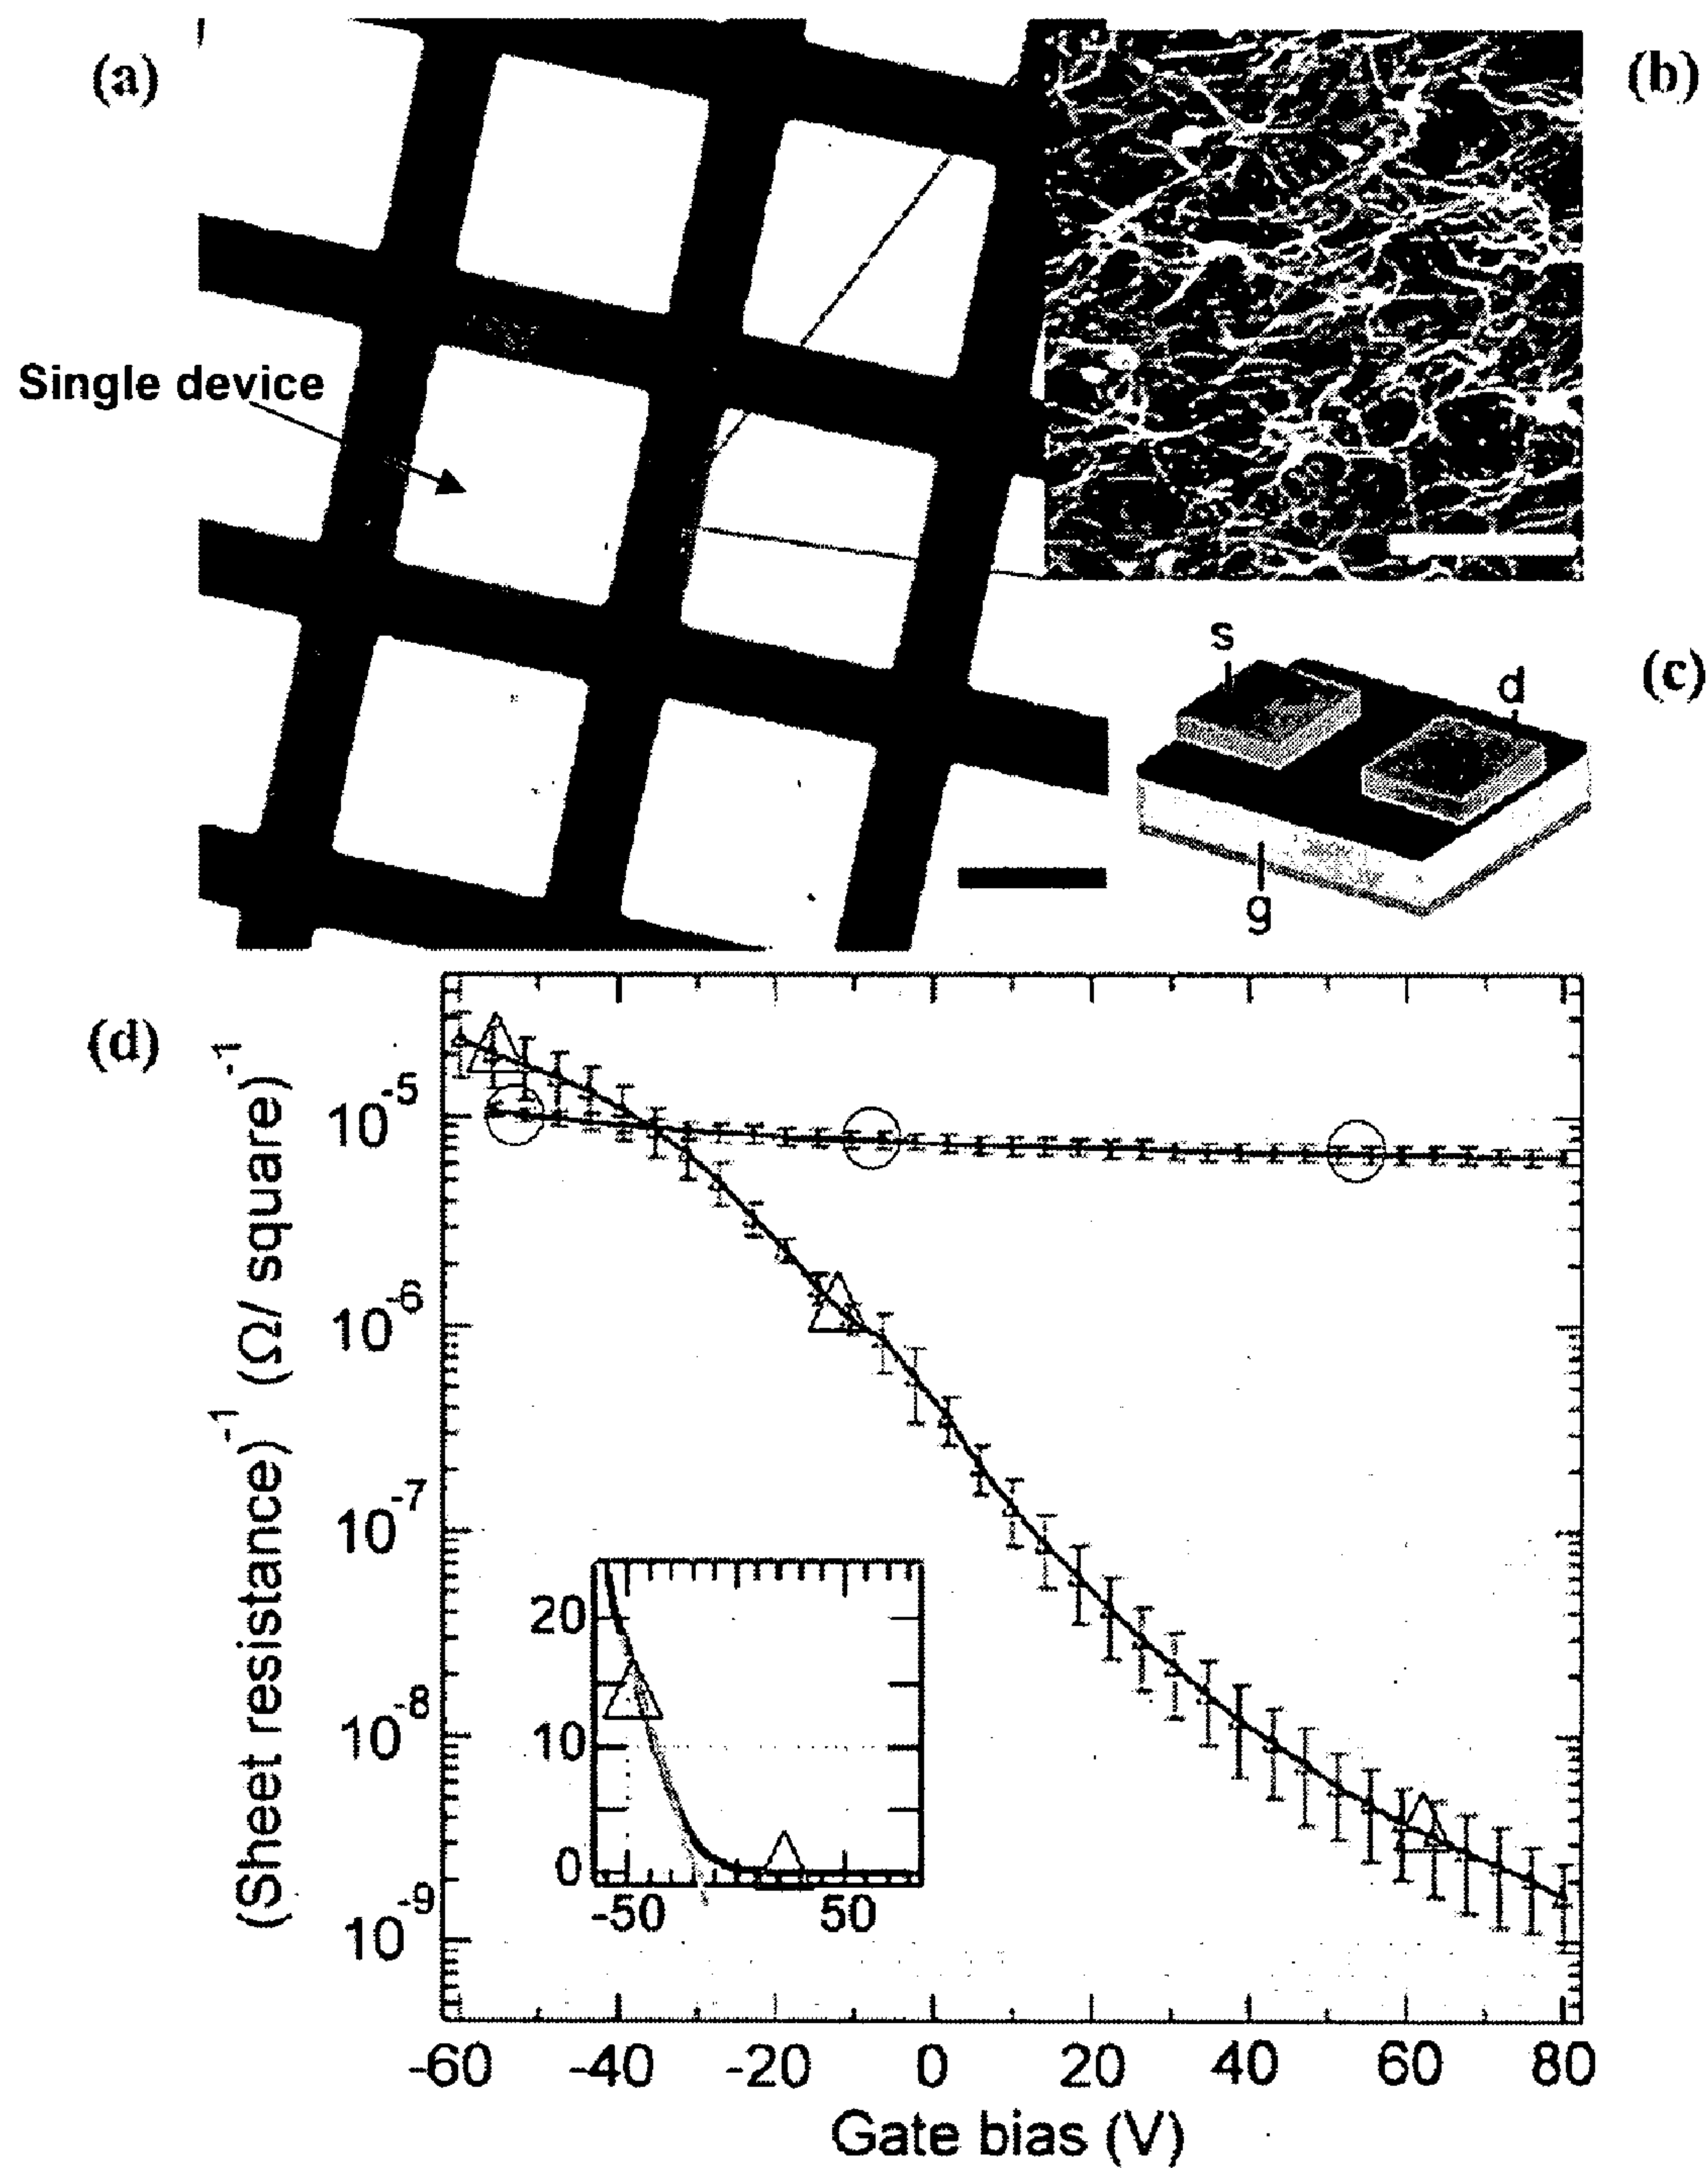 (a)
(b)
Single device
s
d
(c)
g
(d)
(Sheet resistance)⁻¹ (Ω/ square)⁻¹
10⁻⁵
10⁻⁶
10⁻⁷
10⁻⁸
10⁻⁹
20
10
0
-50 50
-60 -40 -20 0 20 40 60 80
Gate bias (V)